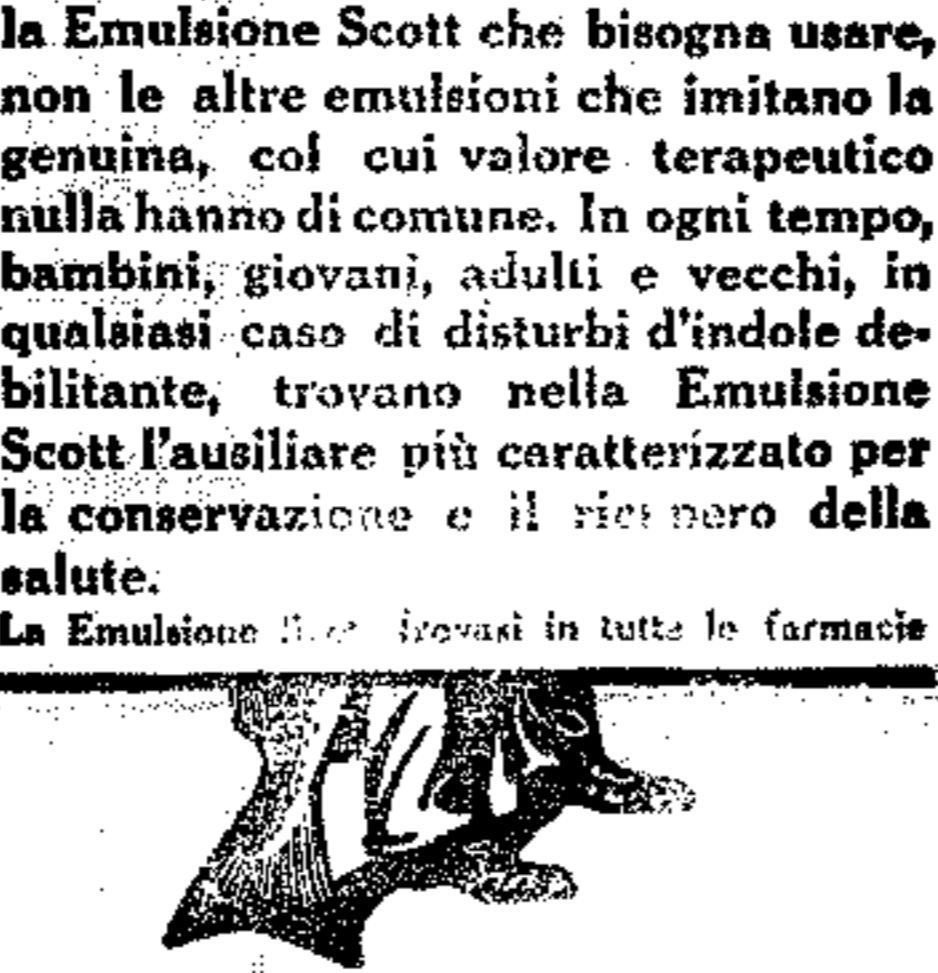 la Emulsione Scott che bisogna usare,
non le altre emulsioni che imitano la
genuina, col cui valore terapeutico
nulla hanno di comune. In ogni tempo,
bambini, giovani, adulti e vecchi, in
qualsiasi caso di disturbi d'indole de-
bilitante, trovano nella Emulsione
Scott l'ausiliare più caratterizzato per
la conservazione e il della
salute.
La Emulsione trovasi in tutte le farmacie